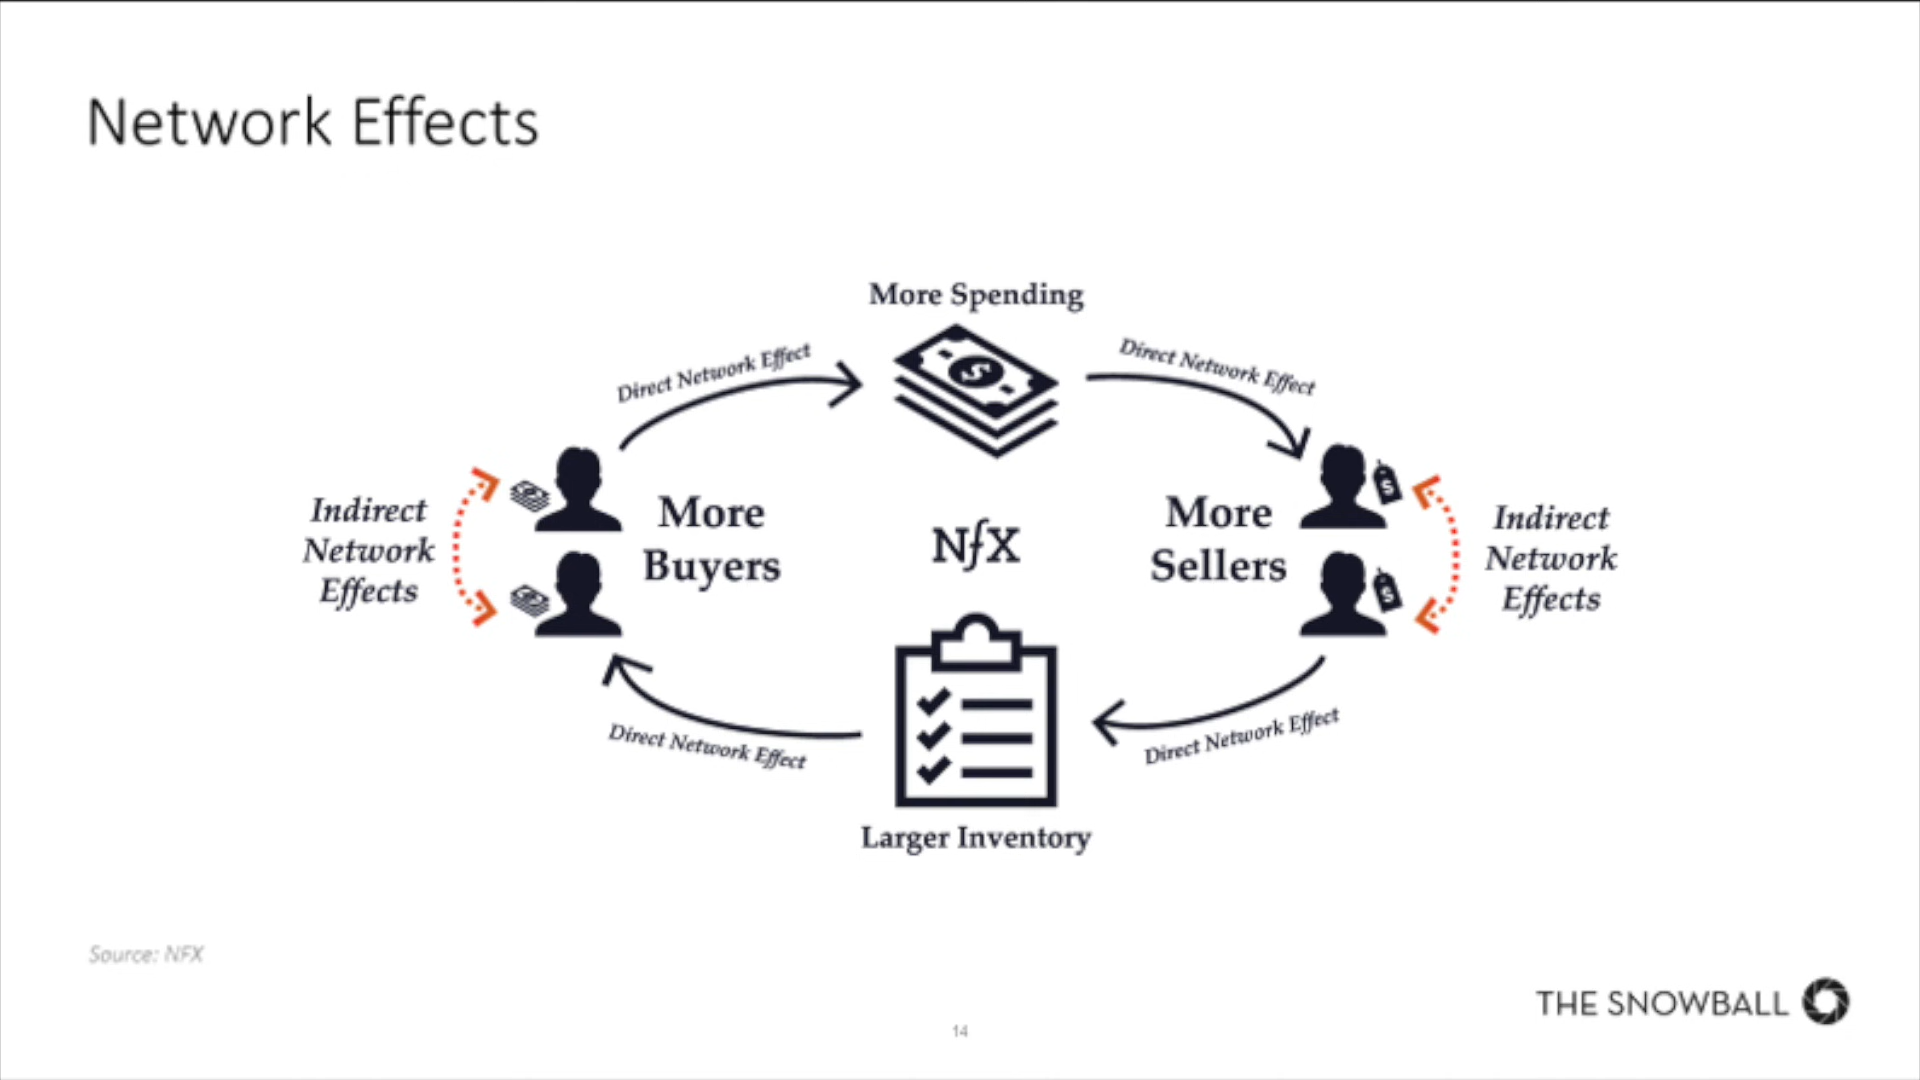 Network Effects
More Spending
Direct Network Effect
Direct Network Effect
Indirect
Network
Effects
More
Buyers
NfX
More
Sellers
Indirect
Network
Effects
Direct Network Effect
Direct Network Effect
Larger Inventory
Source: NFX
THE SNOWBALL
14